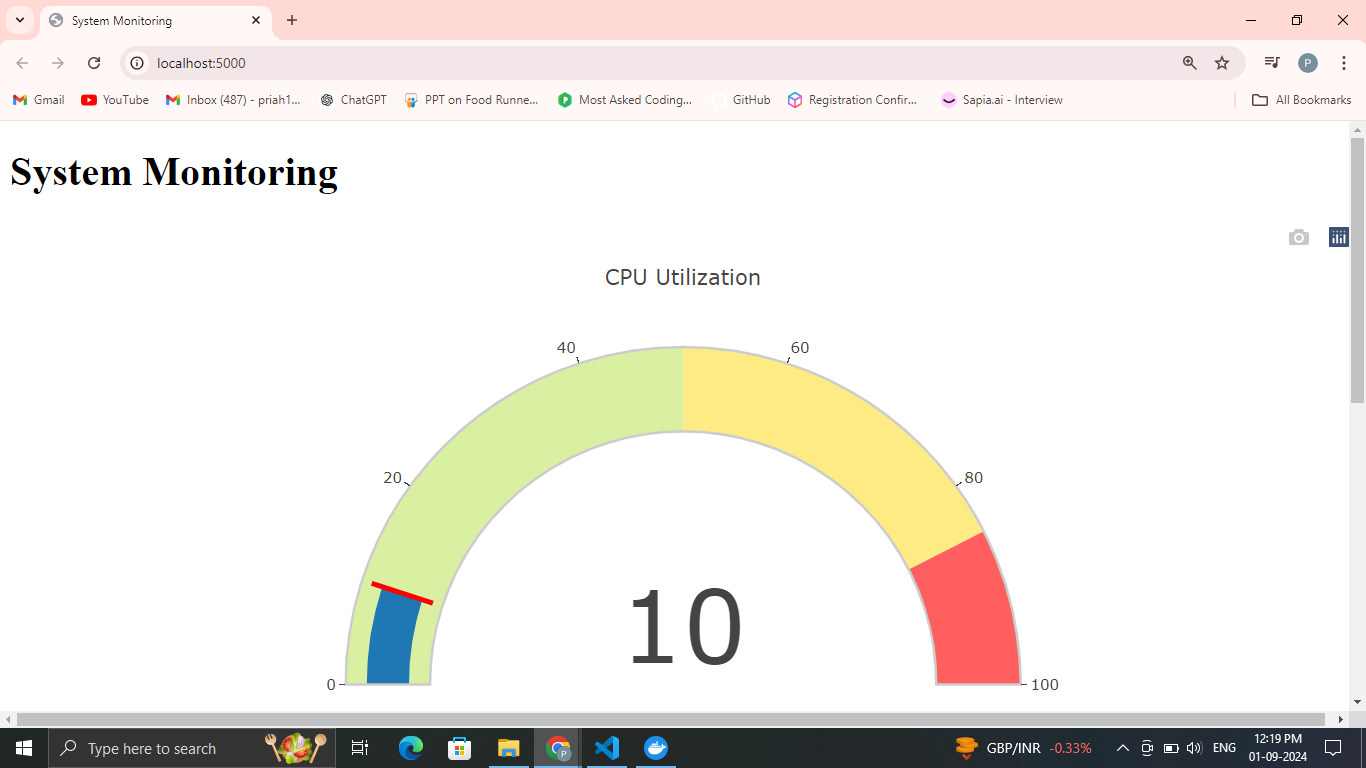 System Monitoring
localhost:5000
P
Gmail
YouTube
Inbox (487) - priah1...
ChatGPT
PPT on Food Runne...
Most Asked Coding...
GitHub
Registration Confir...
Sapia.ai - Interview
All Bookmarks
System Monitoring
CPU Utilization
40
60
20
80
10
0
100
Type here to search
P
GBP/INR -0.33%
ENG
12:19 PM
01-09-2024